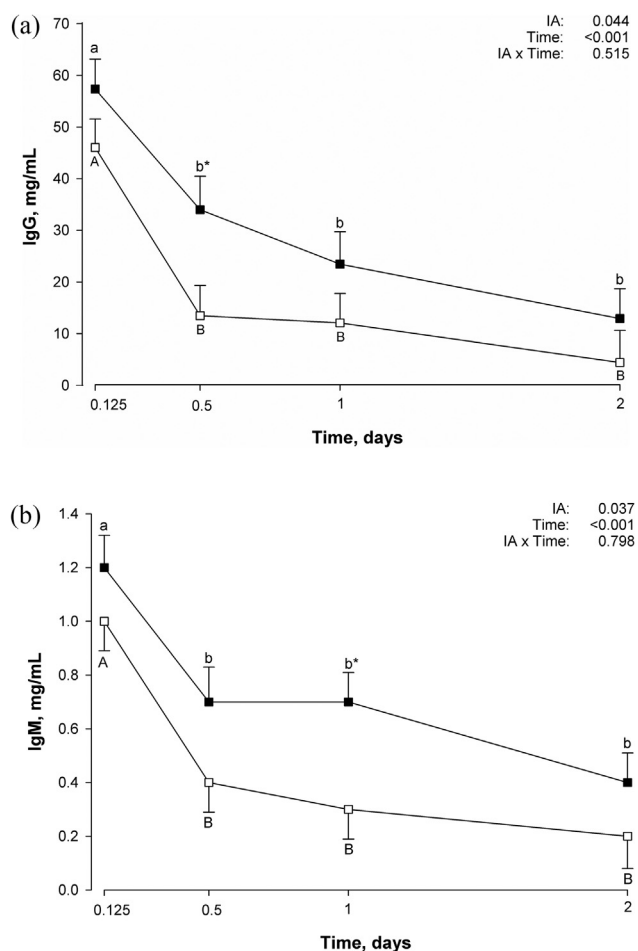 (a)
IA: 0.044
Time: <0.001
IA x Time: 0.515
IgG, mg/mL
70
60
50
40
30
20
10
0
a
A
b*
B
b
B
b
B
0.125 0.5 1 2
Time, days
(b)
IA: 0.037
Time: <0.001
IA x Time: 0.798
IgM, mg/mL
1.4
1.2
1.0
0.8
0.6
0.4
0.2
0.0
a
A
b
B
b*
B
b
B
0.125 0.5 1 2
Time, days